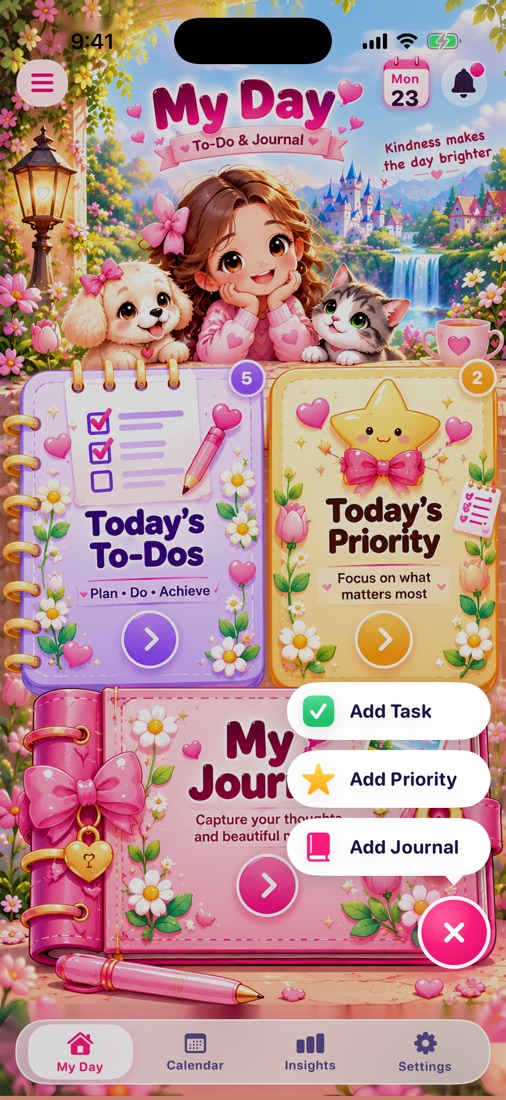 9:41
My Day
To-Do & Journal
Mon
23
Kindness makes
the day brighter
5
2
Today's
To-Dos
Plan • Do • Achieve
Today's
Priority
Focus on what
matters most
My
Capture your thoughts
and beautiful
Add Task
Add Priority
Add Journal
My Day
Calendar
Insights
Settings